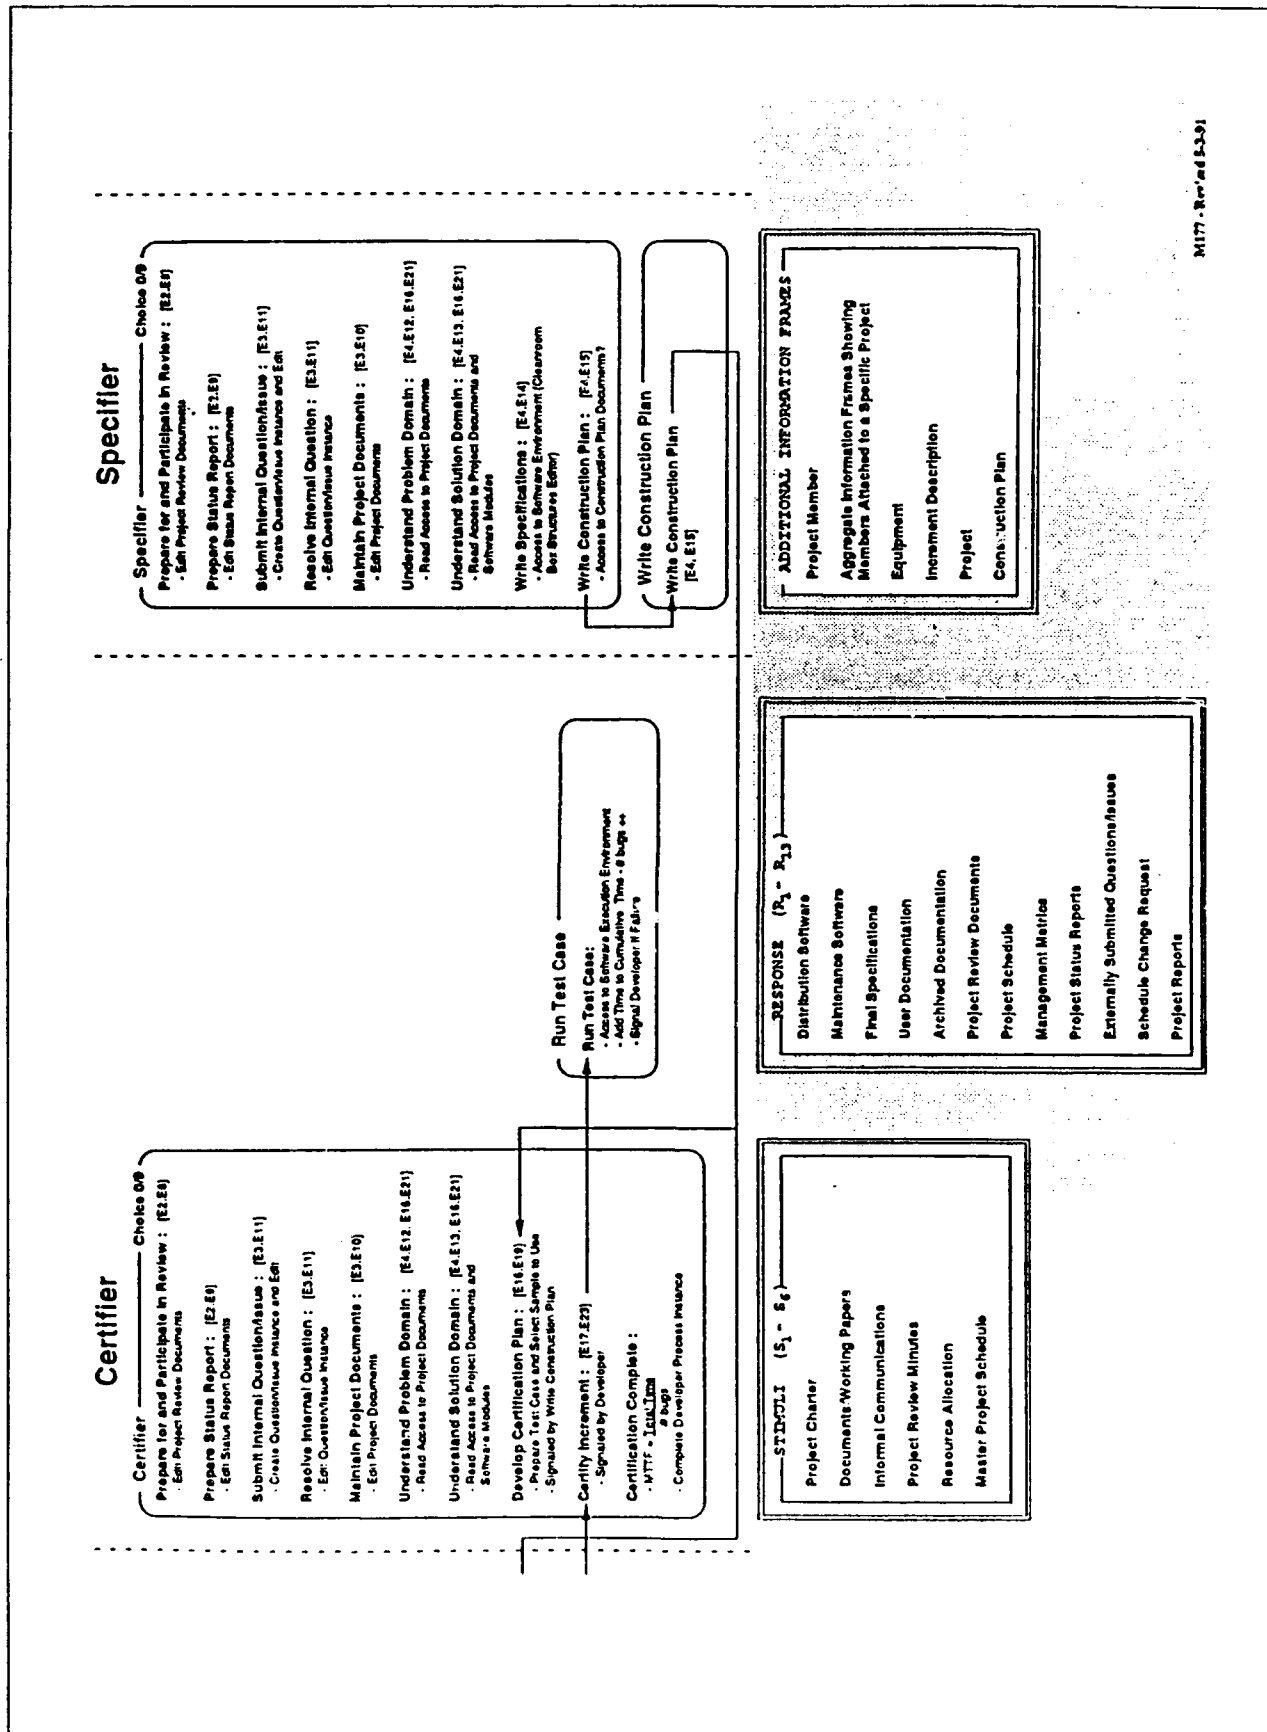 Certifier
Certifier Choice 0/9
Prepare for and Participate in Review : [E2.E8]
- Edit Project Review Documents
Prepare Status Report : [E2.E9]
- Edit Status Report Documents
Submit Internal Question/Issue : [E3.E11]
- Create Question/Issue Instance and Edit
Resolve Internal Question : [E3.E11]
- Edit Question/Issue Instance
Maintain Project Documents : [E3.E10]
- Edit Project Documents
Understand Problem Domain : [E4.E12. E16.E21]
- Read Access to Project Documents
Understand Solution Domain : [E4.E13. E16.E21]
- Read Access to Project Documents and
Software Modules
Develop Certification Plan : [E16.E19]
- Prepare Test Case and Select Sample to Use
- Signaled by Write Construction Plan
Certify Increment : [E17.E23]
- Signaled by Developer
Certification Complete :
- MTTF = Total Time
# bugs
- Complete Developer Process Instance
Run Test Case
Run Test Case:
- Access to Software Execution Environment
- Add Time to Cumulative Time - # bugs ++
- Signal Developer if Failure
Specifier
Specifier Choice 0/9
Prepare for and Participate in Review : [E2.E8]
- Edit Project Review Documents
Prepare Status Report : [E2.E9]
- Edit Status Report Documents
Submit Internal Question/Issue : [E3.E11]
- Create Question/Issue Instance and Edit
Resolve Internal Question : [E3.E11]
- Edit Question/Issue Instance
Maintain Project Documents : [E3.E10]
- Edit Project Documents
Understand Problem Domain : [E4.E12. E16.E21]
- Read Access to Project Documents
Understand Solution Domain : [E4.E13. E16.E21]
- Read Access to Project Documents and
Software Modules
Write Specifications : [E4.E14]
- Access to Software Environment (Cleanroom
Box Structures Editor)
Write Construction Plan : [E4.E15]
- Access to Construction Plan Documents?
Write Construction Plan
Write Construction Plan
[E4. E15]
STIMULI (S1 - S6)
Project Charter
Documents/Working Papers
Informal Communications
Project Review Minutes
Resource Allocation
Master Project Schedule
RESPONSE (R1 - R13)
Distribution Software
Maintenance Software
Final Specifications
User Documentation
Archived Documentation
Project Review Documents
Project Schedule
Management Metrics
Project Status Reports
Externally Submitted Questions/Issues
Schedule Change Request
Project Reports
ADDITIONAL INFORMATION FRAMES
Project Member
Aggregate Information Frames Showing
Members Attached to a Specific Project
Equipment
Increment Description
Project
Construction Plan
M177 - Revised 5-3-91